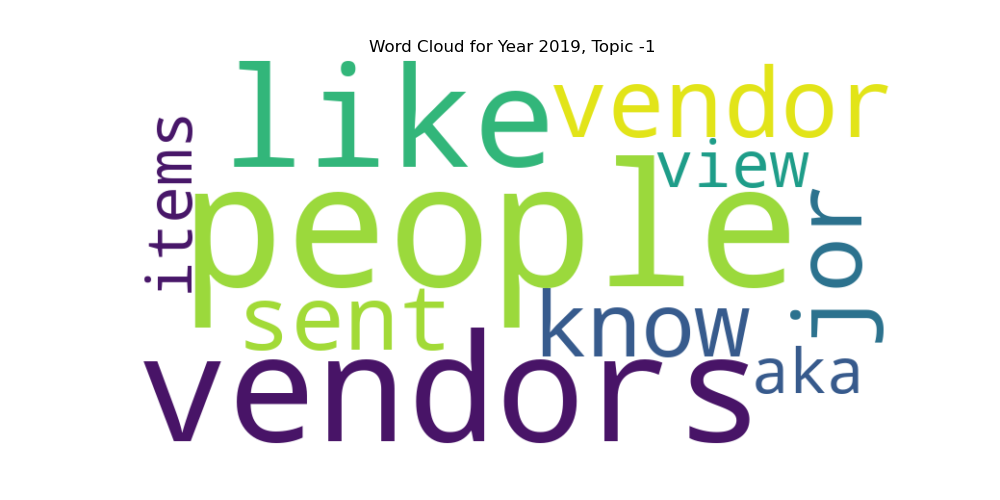 Word Cloud for Year 2019, Topic -1
like
vendor
items
view
people
jor
sent
know
vendors
aka